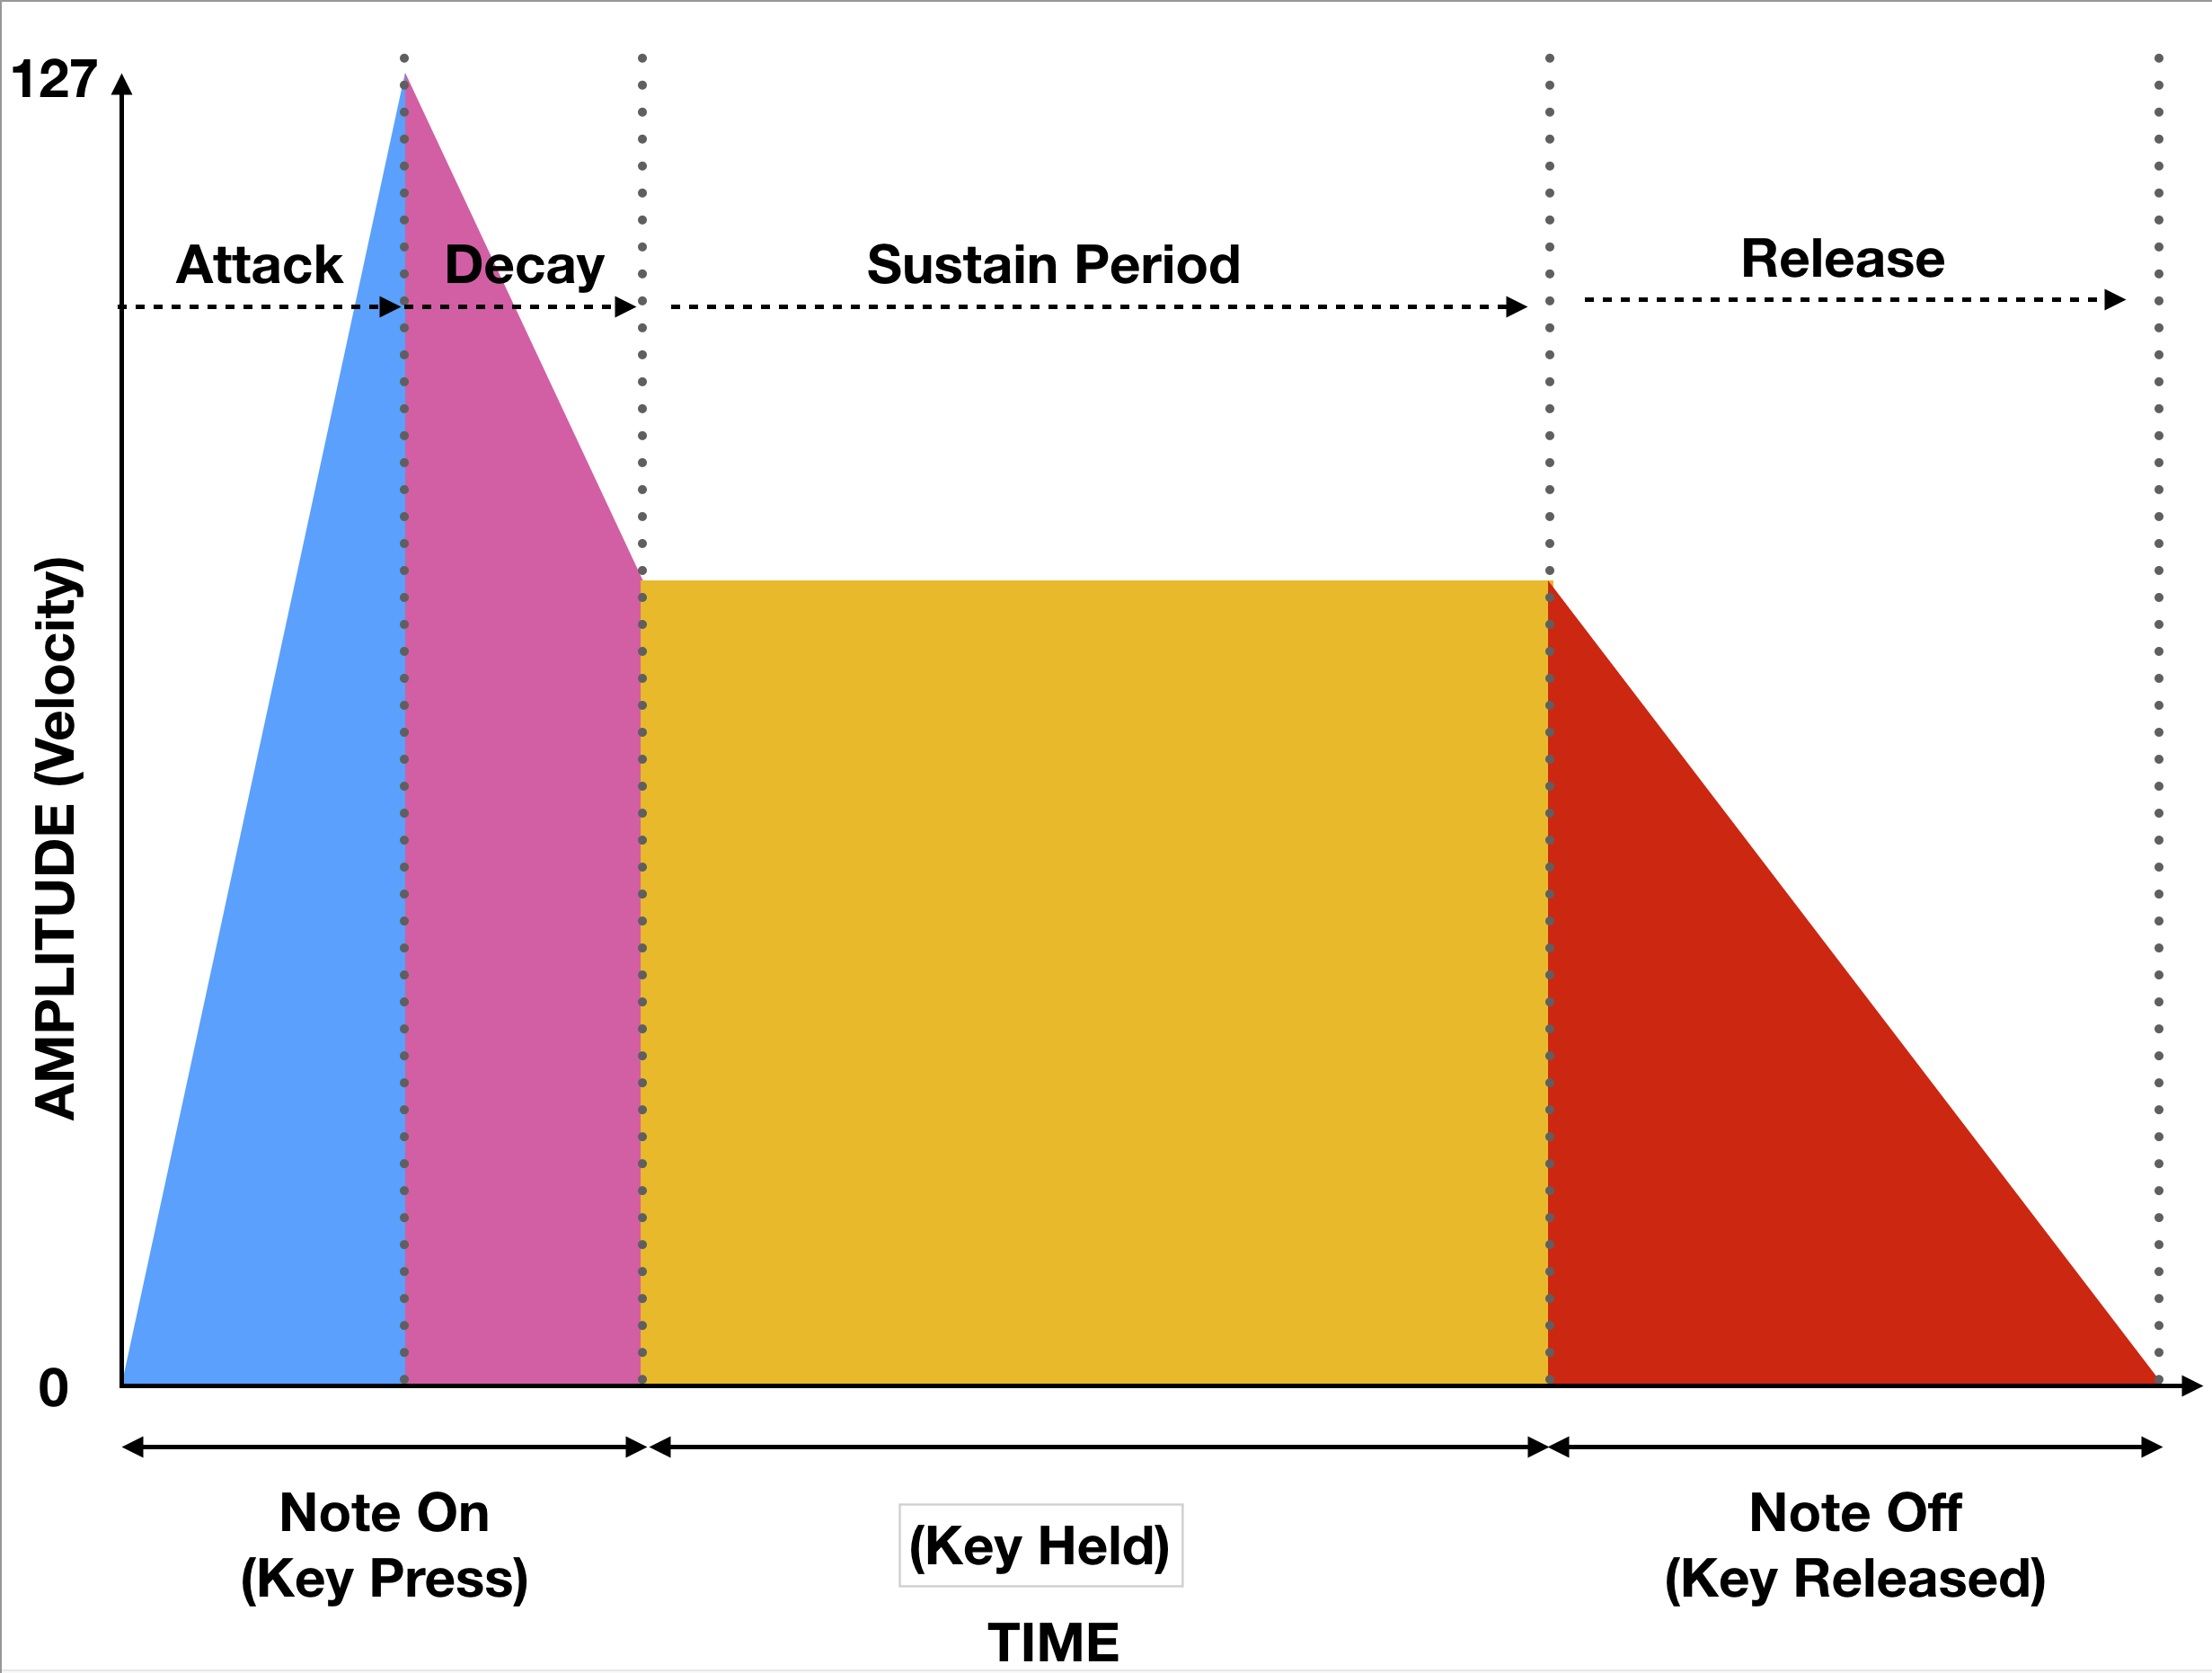 127
Attack
Decay
Sustain Period
Release
AMPLITUDE (Velocity)
0
Note On
(Key Press)
(Key Held)
Note Off
(Key Released)
TIME